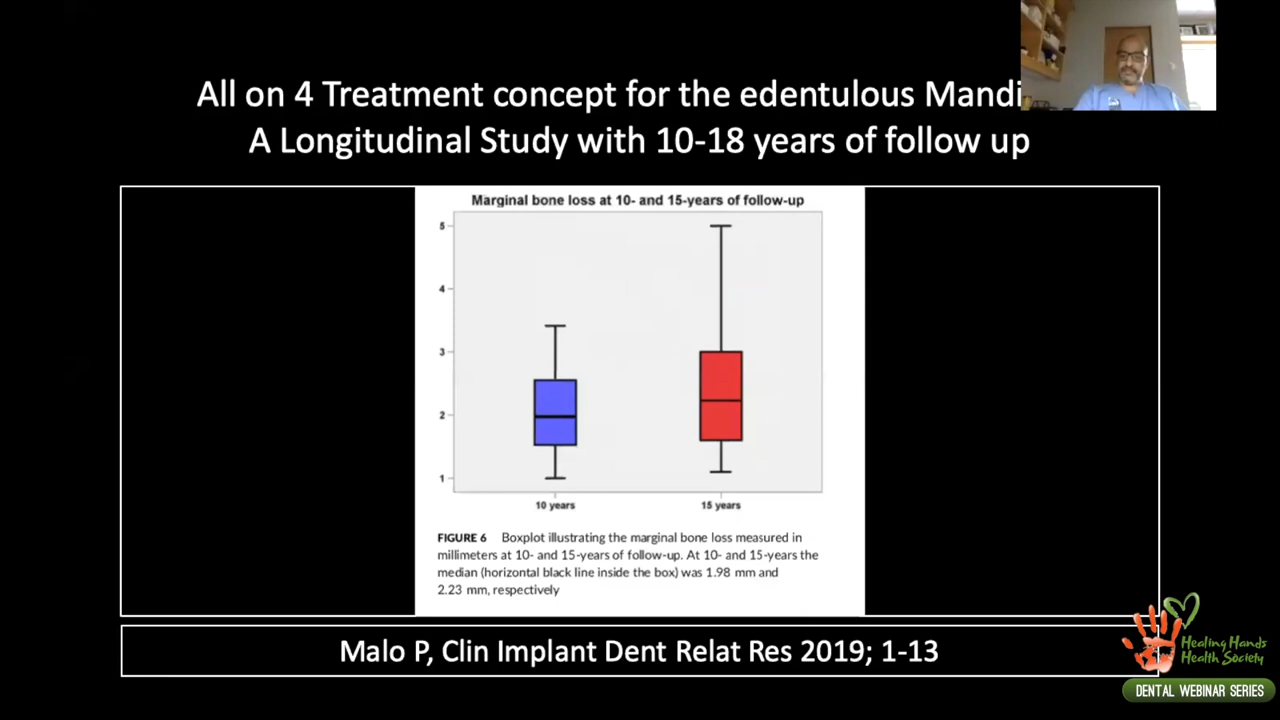 All on 4 Treatment concept for the edentulous Mandi
A Longitudinal Study with 10-18 years of follow up
Marginal bone loss at 10- and 15-years of follow-up
5
4
3
2
1
10 years
15 years
FIGURE 6 Boxplot illustrating the marginal bone loss measured in
millimeters at 10- and 15-years of follow-up. At 10- and 15-years the
median (horizontal black line inside the box) was 1.98 mm and
2.23 mm, respectively
Malo P, Clin Implant Dent Relat Res 2019; 1-13
Healing Hands
Health Society
DENTAL WEBINAR SERIES